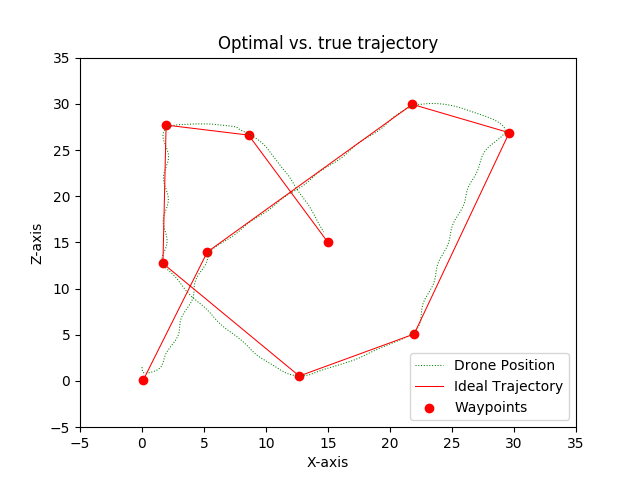 Optimal vs. true trajectory
35
30
25
20
15
10
5
0
−5
Z-axis
−5 0 5 10 15 20 25 30 35
X-axis
Drone Position
Ideal Trajectory
Waypoints